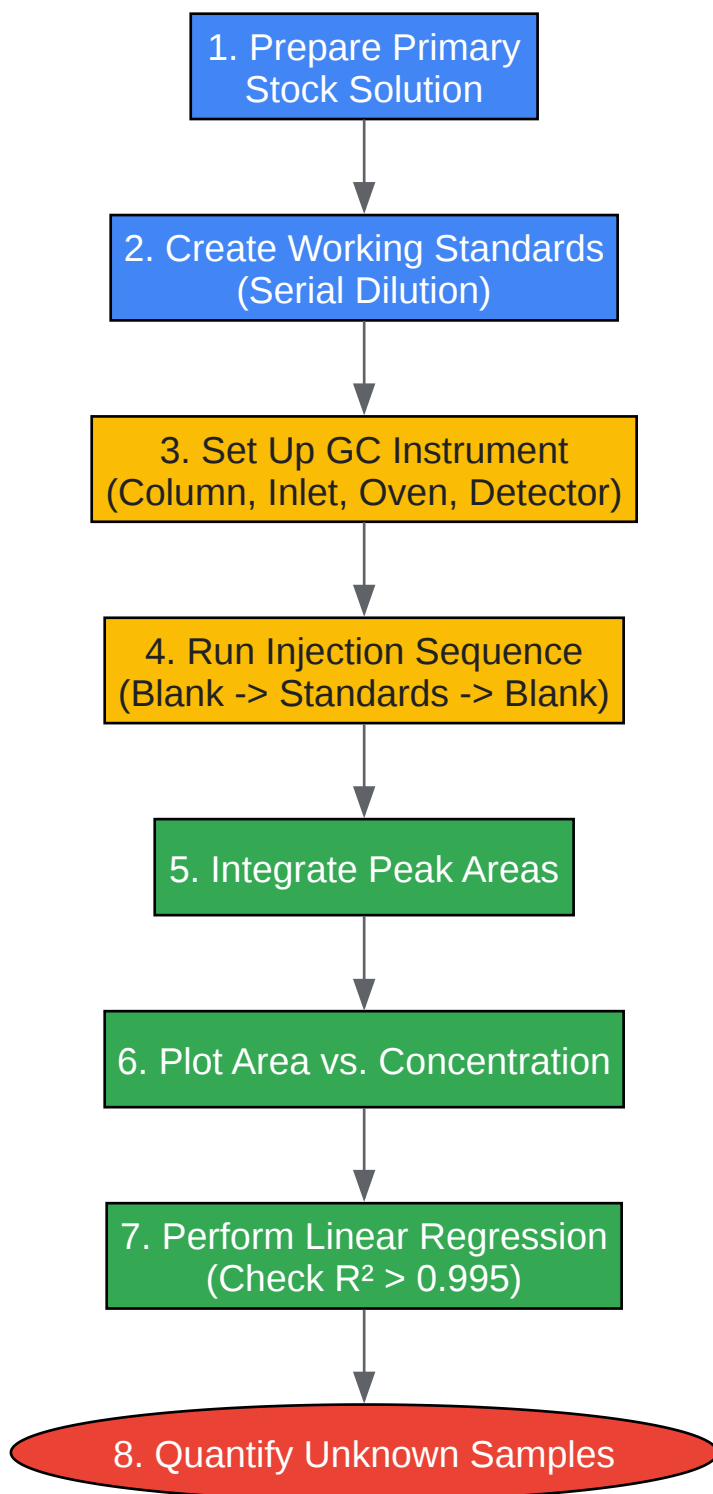 1. Prepare Primary
Stock Solution
2. Create Working Standards
(Serial Dilution)
3. Set Up GC Instrument
(Column, Inlet, Oven, Detector)
4. Run Injection Sequence
(Blank -> Standards -> Blank)
5. Integrate Peak Areas
6. Plot Area vs. Concentration
7. Perform Linear Regression
(Check R² > 0.995)
8. Quantify Unknown Samples